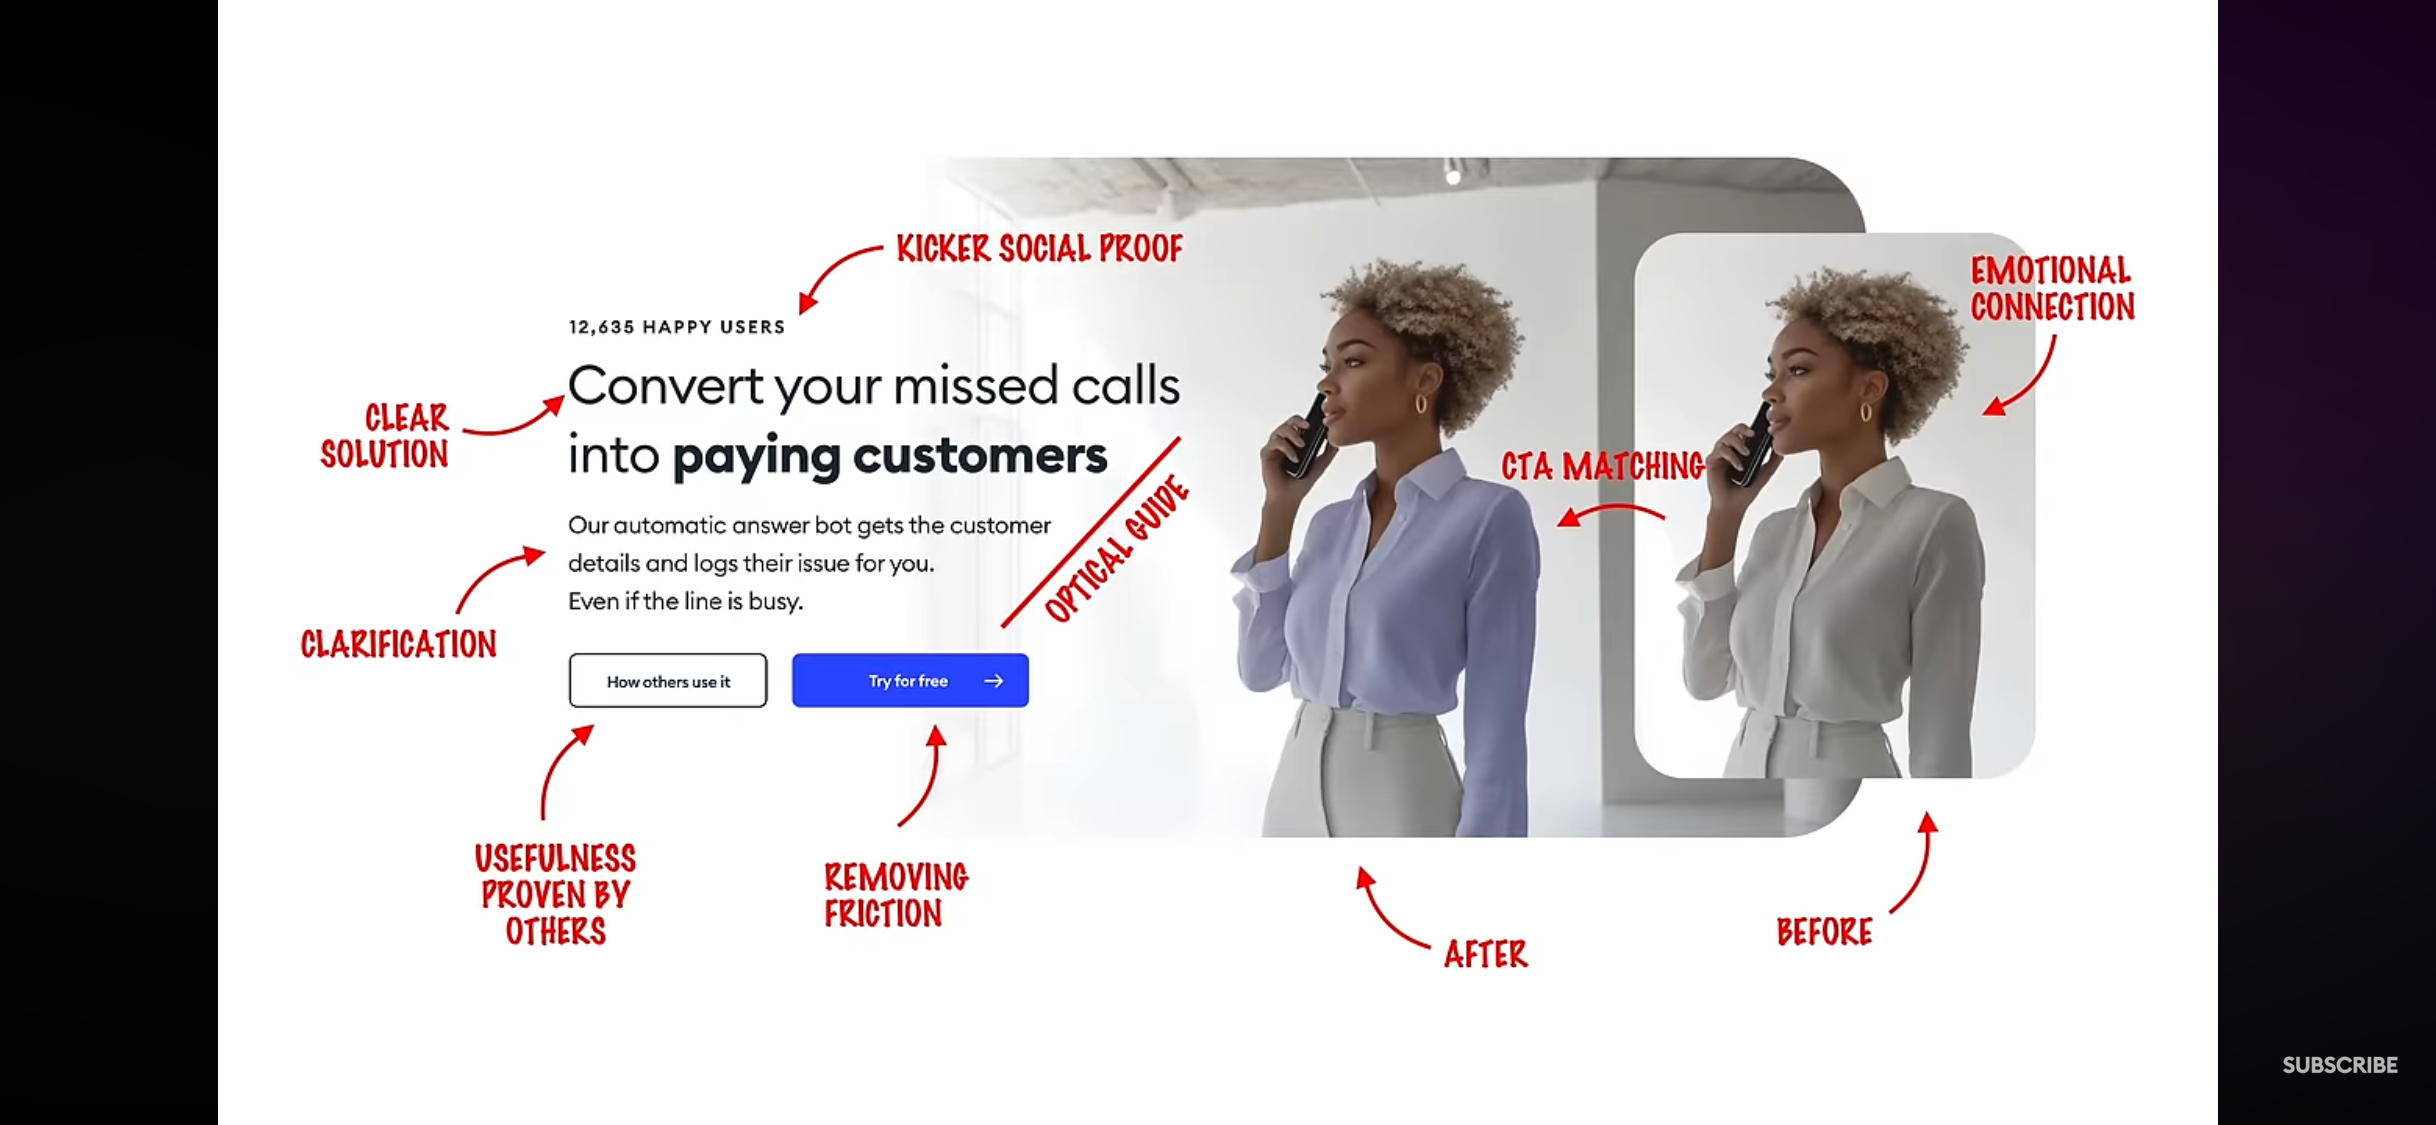 KICKER SOCIAL PROOF
EMOTIONAL
CONNECTION
12,635 HAPPY USERS
Convert your missed calls
into paying customers
CLEAR
SOLUTION
CTA MATCHING
OPTICAL GUIDE
Our automatic answer bot gets the customer
details and logs their issue for you.
Even if the line is busy.
CLARIFICATION
How others use it
Try for free →
USEFULNESS
PROVEN BY
OTHERS
REMOVING
FRICTION
AFTER
BEFORE
SUBSCRIBE